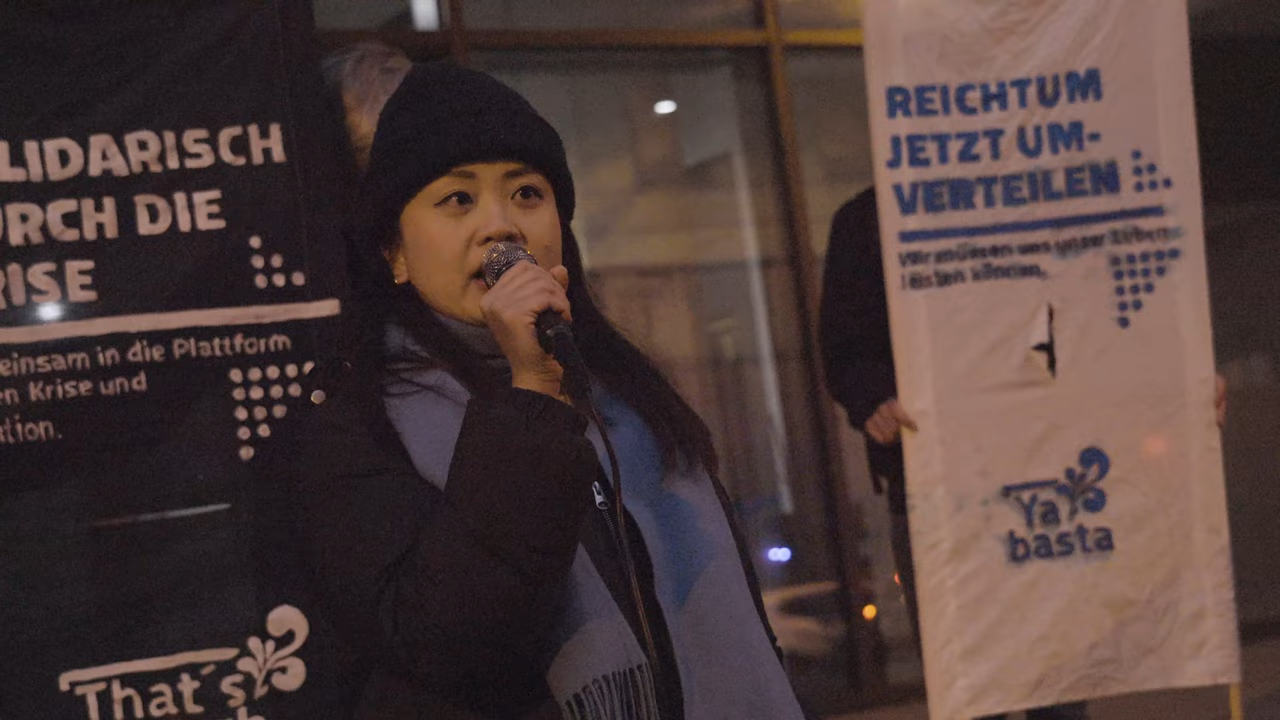 LIDARISCH
URCH DIE
RISE
einsam in die Plattform
en Krise und
ation.
That´s
REICHTUM
JETZT UM-
VERTEILEN
Wir müssen uns unser Leben
leisten können.
Ya
basta